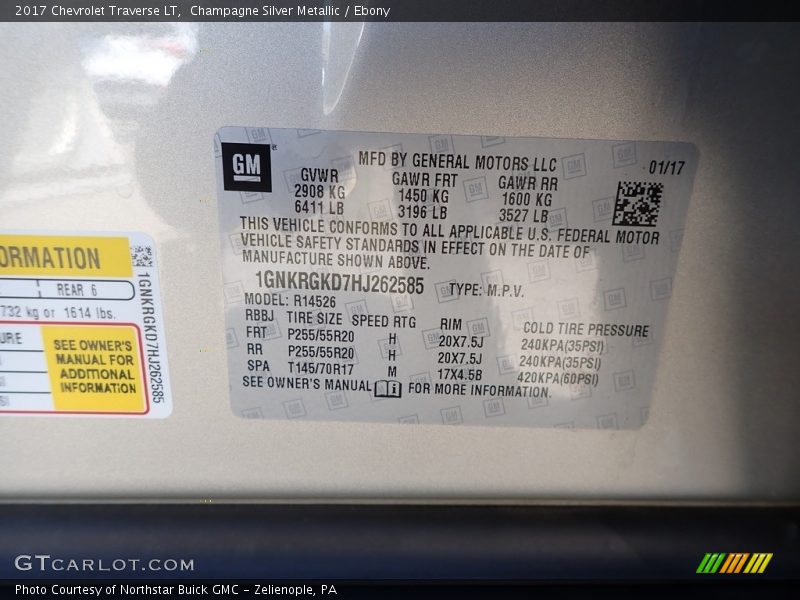 2017 Chevrolet Traverse LT, Champagne Silver Metallic / Ebony
GM
MFD BY GENERAL MOTORS LLC
01/17
GVWR GAWR FRT GAWR RR
2908 KG 1450 KG 1600 KG
6411 LB 3196 LB 3527 LB
THIS VEHICLE CONFORMS TO ALL APPLICABLE U.S. FEDERAL MOTOR
VEHICLE SAFETY STANDARDS IN EFFECT ON THE DATE OF
MANUFACTURE SHOWN ABOVE.
1GNKRGKD7HJ262585 TYPE: M.P.V.
MODEL: R14526
RBBJ TIRE SIZE SPEED RTG RIM COLD TIRE PRESSURE
FRT P255/55R20 H 20X7.5J 240KPA(35PSI)
RR P255/55R20 H 20X7.5J 240KPA(35PSI)
SPA T145/70R17 M 17X4.5B 420KPA(60PSI)
SEE OWNER'S MANUAL FOR MORE INFORMATION.
ORMATION
REAR 6
732 kg or 1614 lbs.
URE
SEE OWNER'S
MANUAL FOR
ADDITIONAL
INFORMATION
1GNKRGKD7HJ262585
GTCARLOT.COM
Photo Courtesy of Northstar Buick GMC - Zelienople, PA